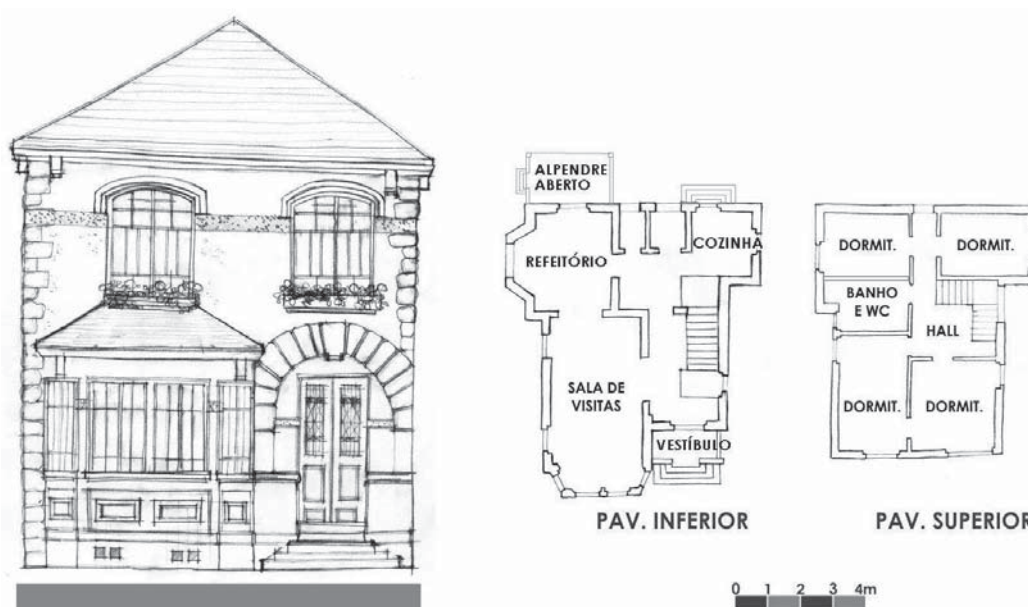 ALPENDRE
ABERTO
REFEITÓRIO
COZINHA
SALA DE
VISITAS
VESTÍBULO
PAV. INFERIOR
DORMIT.
DORMIT.
BANHO
E WC
HALL
DORMIT.
DORMIT.
PAV. SUPERIOR
0 1 2 3 4m